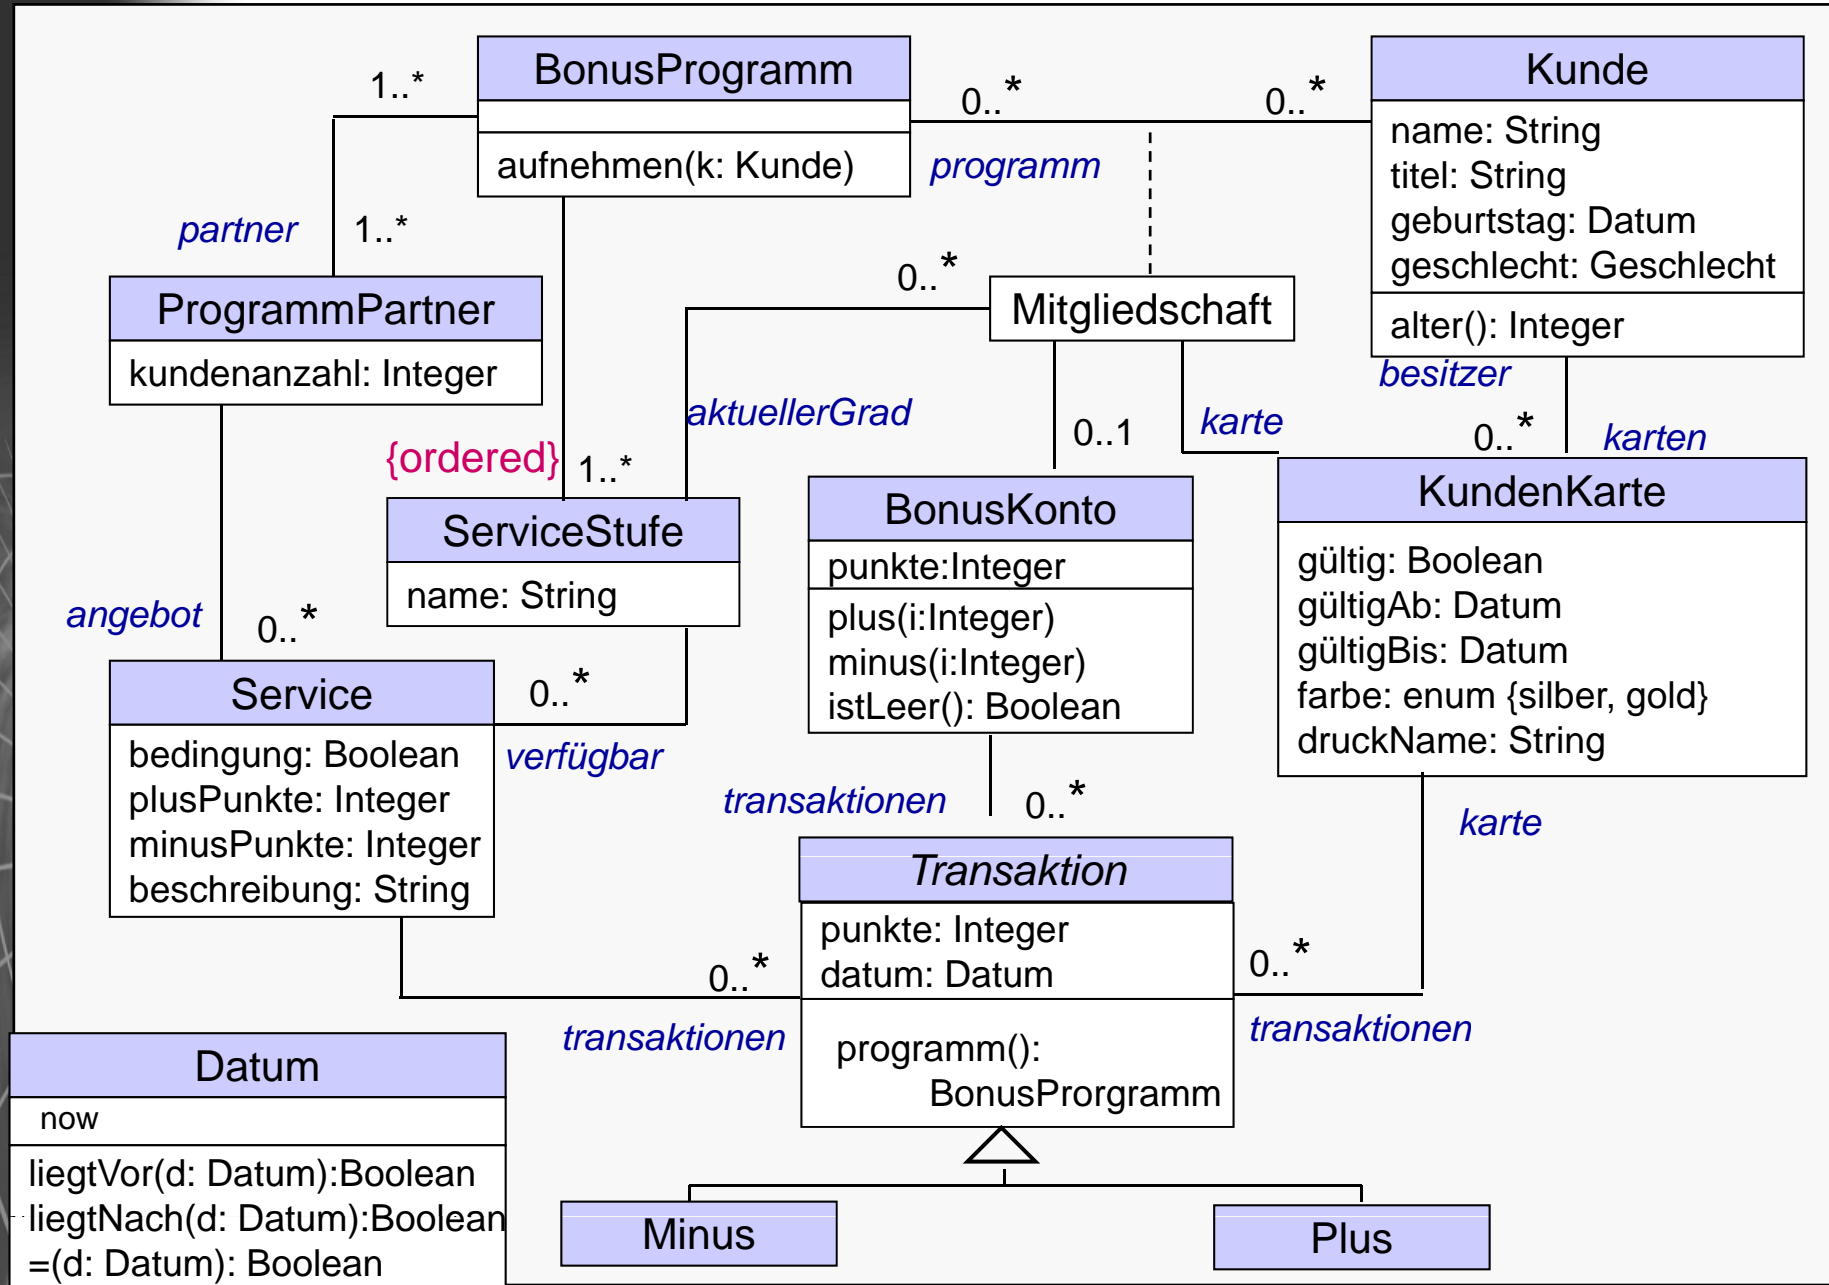 BonusProgramm
aufnehmen(k: Kunde)
1..*
0..*
0..*
programm
Kunde
name: String
titel: String
geburtstag: Datum
geschlecht: Geschlecht
alter(): Integer
partner
1..*
ProgrammPartner
kundenanzahl: Integer
0..*
Mitgliedschaft
besitzer
aktuellerGrad
0..1
karte
0..*
karten
{ordered}
1..*
ServiceStufe
name: String
BonusKonto
punkte:Integer
plus(i:Integer)
minus(i:Integer)
istLeer(): Boolean
KundenKarte
gültig: Boolean
gültigAb: Datum
gültigBis: Datum
farbe: enum {silber, gold}
druckName: String
angebot
0..*
Service
bedingung: Boolean
plusPunkte: Integer
minusPunkte: Integer
beschreibung: String
0..*
verfügbar
transaktionen
0..*
karte
Transaktion
punkte: Integer
datum: Datum
programm():
BonusProrgramm
0..*
transaktionen
0..*
transaktionen
Datum
now
liegtVor(d: Datum):Boolean
liegtNach(d: Datum):Boolean
=(d: Datum): Boolean
Minus
Plus